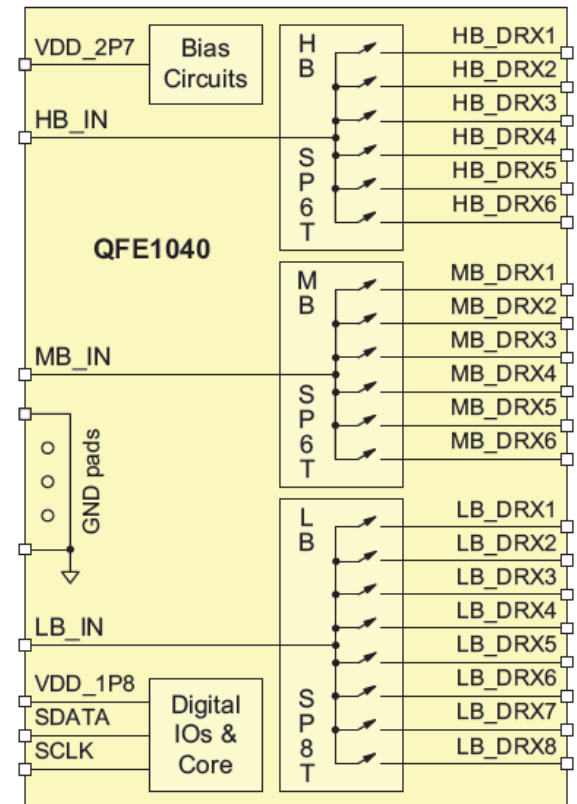 VDD_2P7
Bias
Circuits
HB_IN
QFE1040
H
B
S
P
6
T
HB_DRX1
HB_DRX2
HB_DRX3
HB_DRX4
HB_DRX5
HB_DRX6
MB_IN
M
B
S
P
6
T
MB_DRX1
MB_DRX2
MB_DRX3
MB_DRX4
MB_DRX5
MB_DRX6
GND pads
LB_IN
L
B
S
P
8
T
LB_DRX1
LB_DRX2
LB_DRX3
LB_DRX4
LB_DRX5
LB_DRX6
LB_DRX7
LB_DRX8
VDD_1P8
SDATA
SCLK
Digital
IOs &
Core